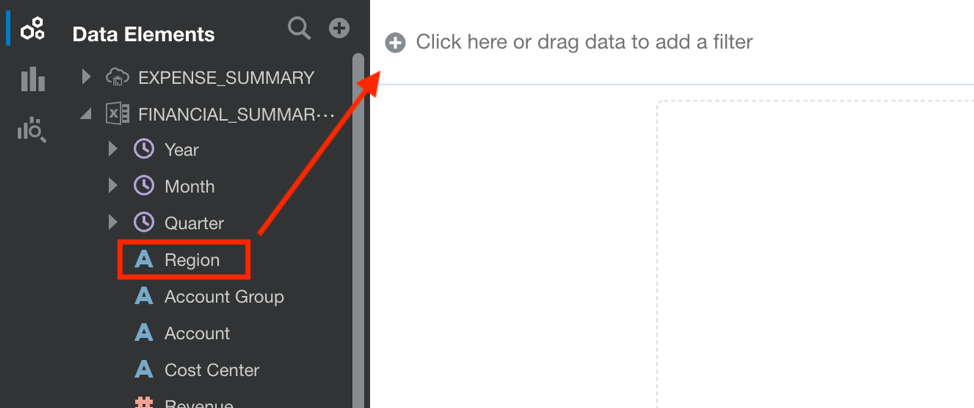 Data Elements
Click here or drag data to add a filter
EXPENSE_SUMMARY
FINANCIAL_SUMMAR···
Year
Month
Quarter
A Region
A Account Group
A Account
A Cost Center
# Revenue